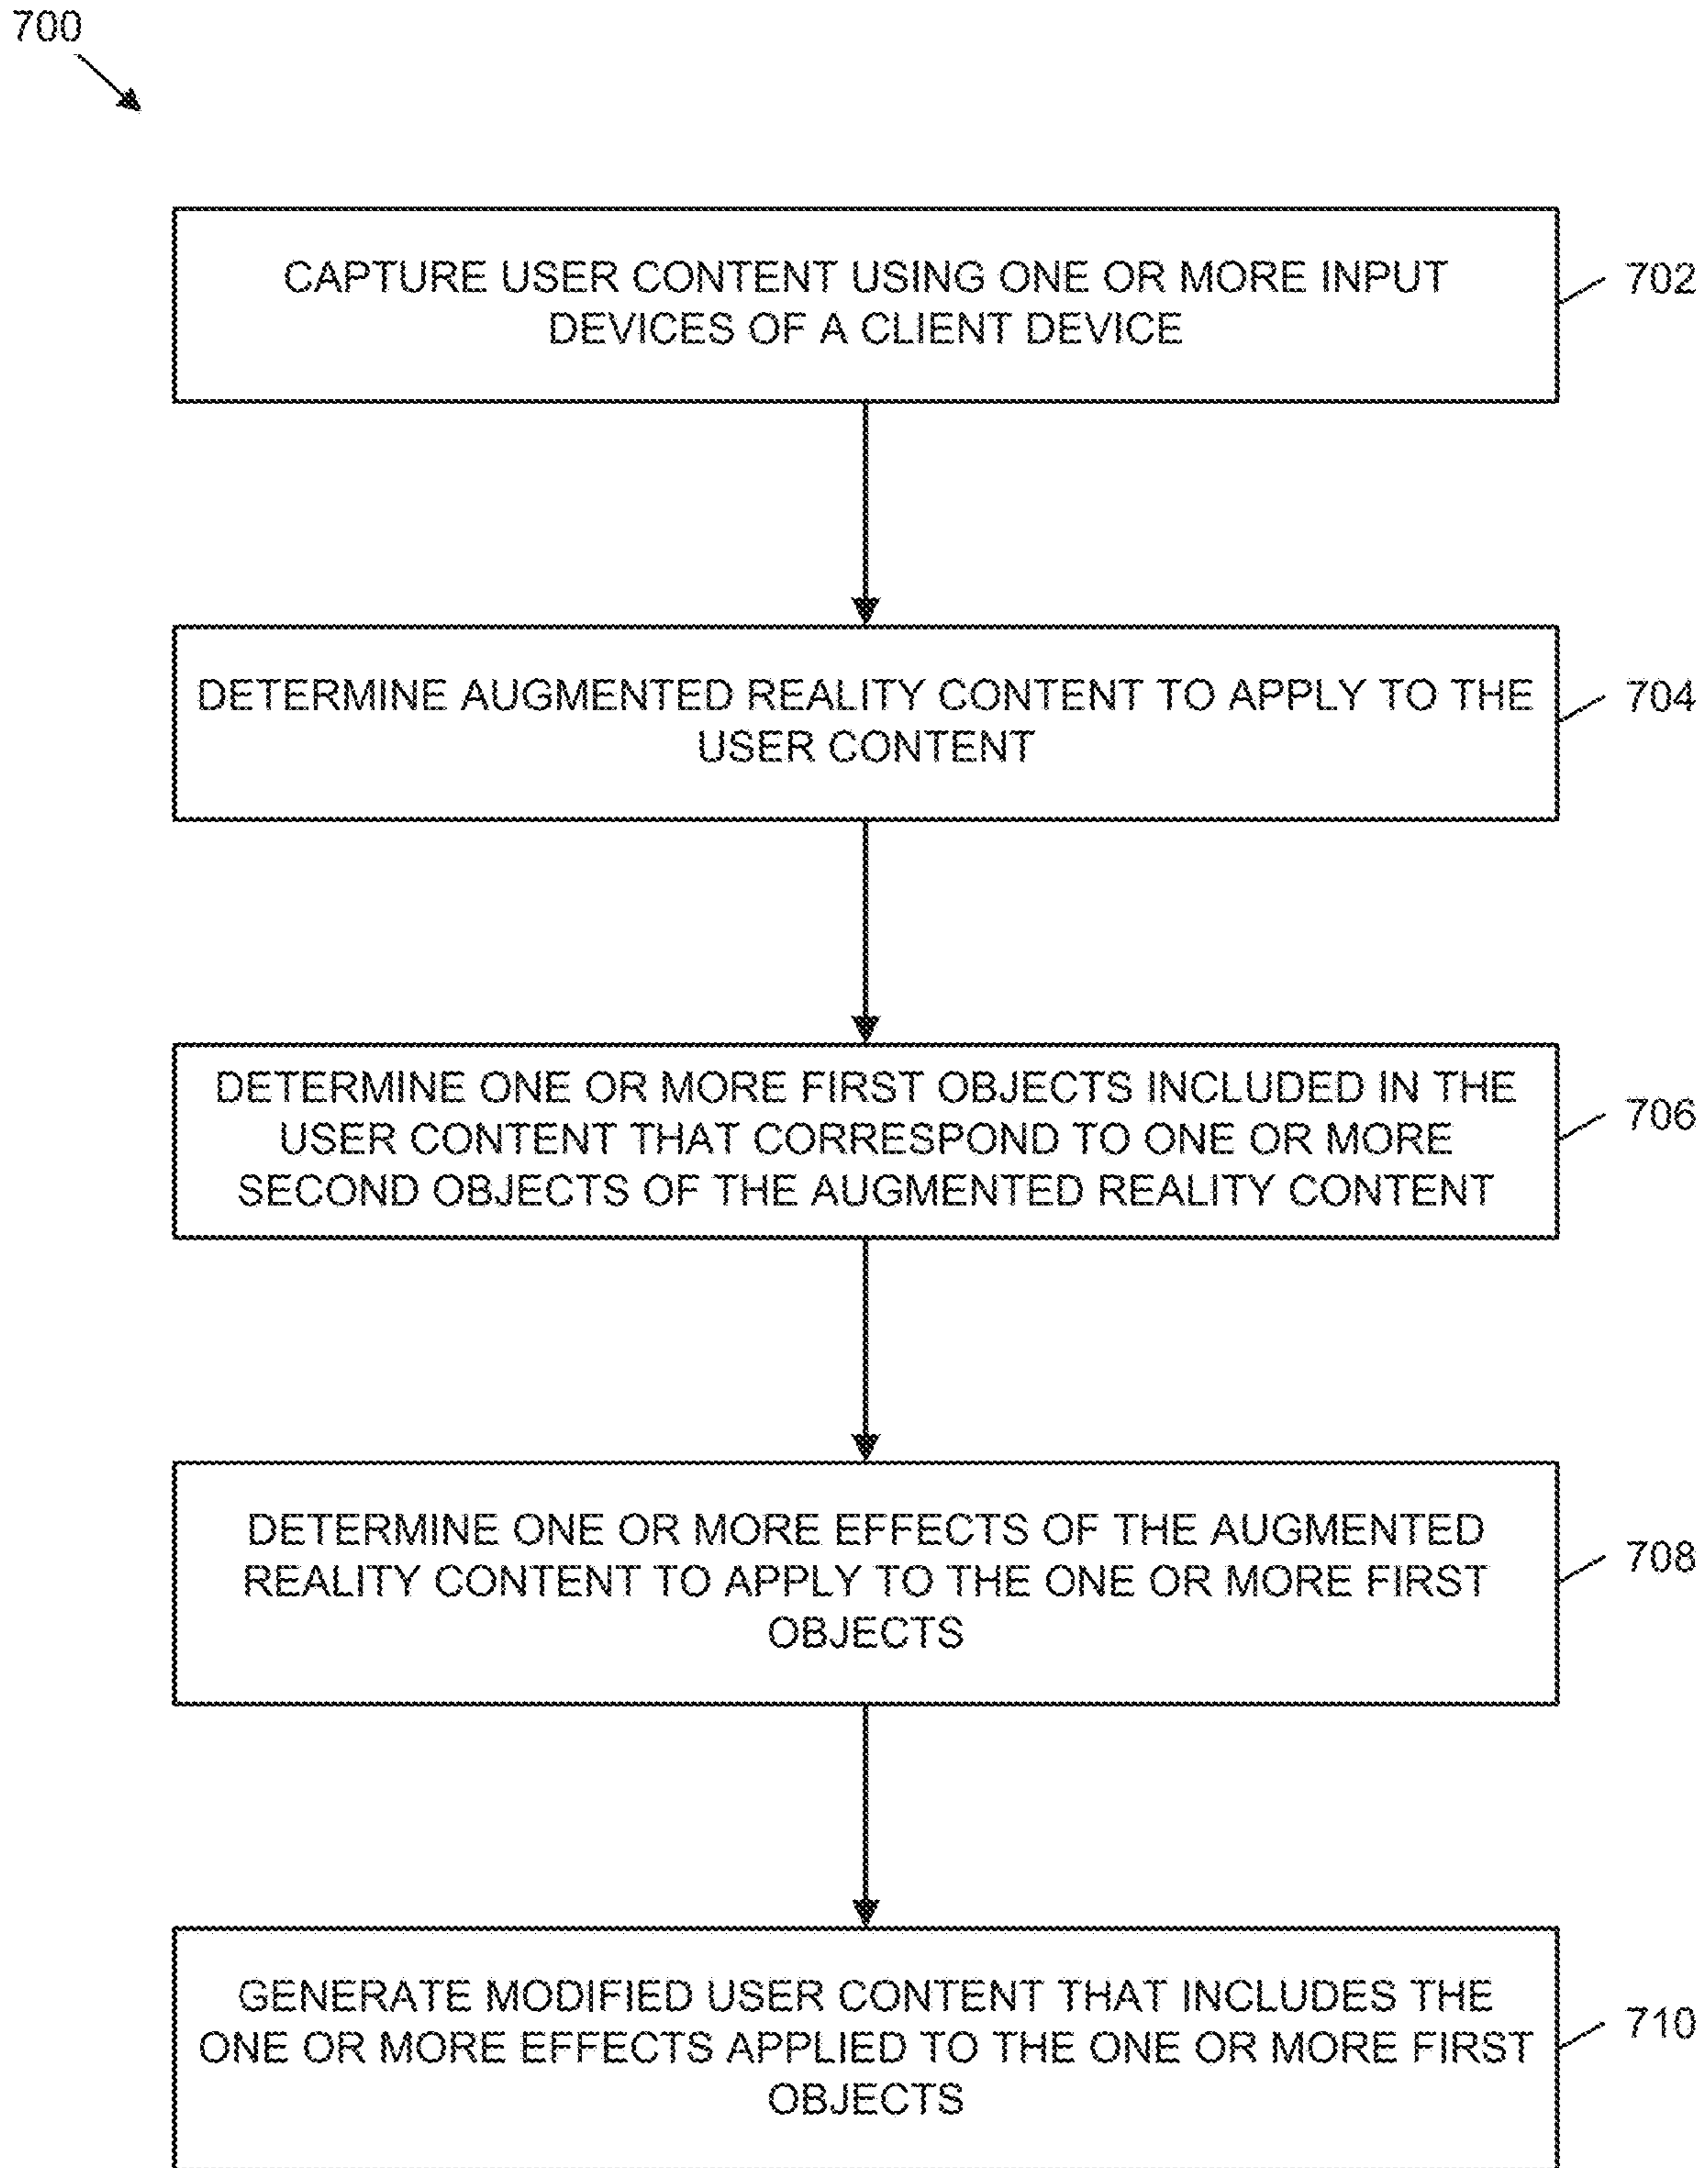 700
CAPTURE USER CONTENT USING ONE OR MORE INPUT
DEVICES OF A CLIENT DEVICE
702
DETERMINE AUGMENTED REALITY CONTENT TO APPLY TO THE
USER CONTENT
704
DETERMINE ONE OR MORE FIRST OBJECTS INCLUDED IN THE
USER CONTENT THAT CORRESPOND TO ONE OR MORE
SECOND OBJECTS OF THE AUGMENTED REALITY CONTENT
706
DETERMINE ONE OR MORE EFFECTS OF THE AUGMENTED
REALITY CONTENT TO APPLY TO THE ONE OR MORE FIRST
OBJECTS
708
GENERATE MODIFIED USER CONTENT THAT INCLUDES THE
ONE OR MORE EFFECTS APPLIED TO THE ONE OR MORE FIRST
OBJECTS
710